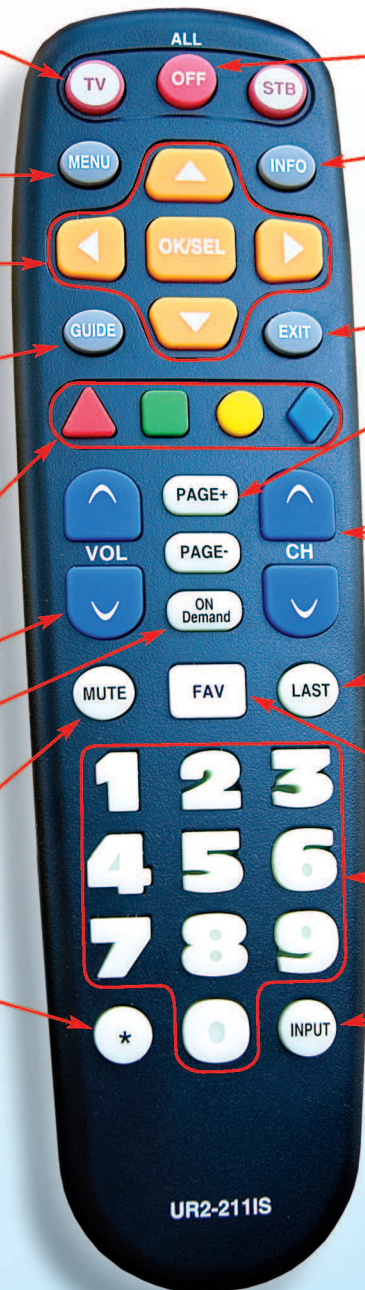 ALL
TV OFF STB
MENU INFO
OK/SEL
GUIDE EXIT
PAGE+
VOL PAGE- CH
ON
Demand
MUTE FAV LAST
1 2 3
4 5 6
7 8 9
* 0 INPUT
UR2-211IS